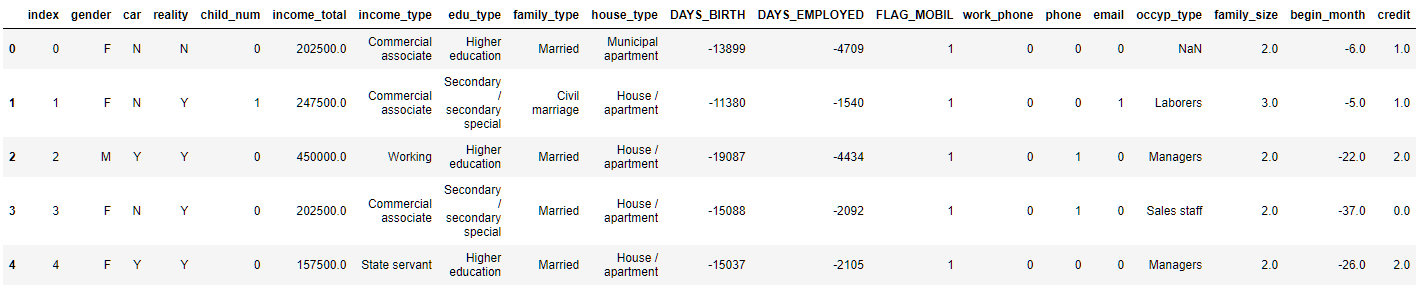 index gender car reality child_num income_total income_type edu_type family_type house_type DAYS_BIRTH DAYS_EMPLOYED FLAG_MOBIL work_phone phone email occyp_type family_size begin_month credit
0 0 F N N 0 202500.0 Commercial associate Higher education Married Municipal apartment -13899 -4709 1 0 0 0 NaN 2.0 -6.0 1.0
1 1 F N Y 1 247500.0 Commercial associate Secondary / secondary special Civil marriage House / apartment -11380 -1540 1 0 0 1 Laborers 3.0 -5.0 1.0
2 2 M Y Y 0 450000.0 Working Higher education Married House / apartment -19087 -4434 1 0 1 0 Managers 2.0 -22.0 2.0
3 3 F N Y 0 202500.0 Commercial associate Secondary / secondary special Married House / apartment -15088 -2092 1 0 1 0 Sales staff 2.0 -37.0 0.0
4 4 F Y Y 0 157500.0 State servant Higher education Married House / apartment -15037 -2105 1 0 0 0 Managers 2.0 -26.0 2.0